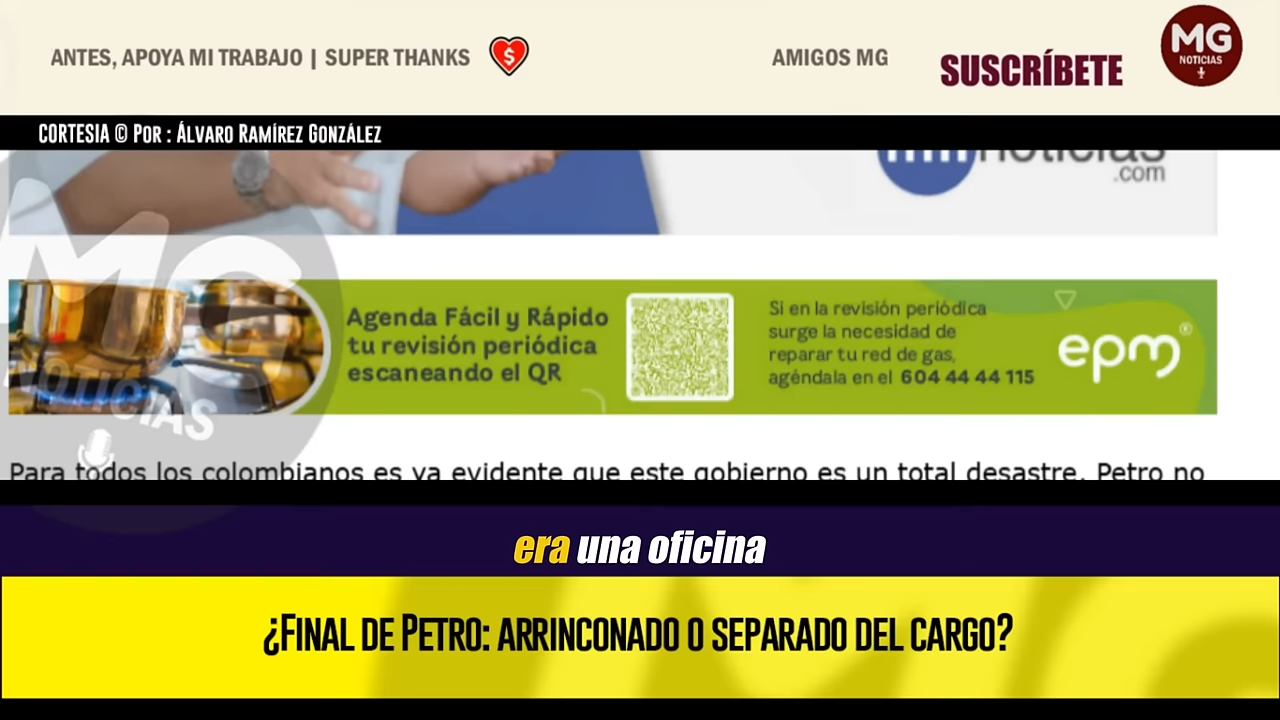 ANTES, APOYA MI TRABAJO | SUPER THANKS
AMIGOS MG
SUSCRÍBETE
MG
NOTICIAS
CORTESIA © POR : ÁLVARO RAMÍREZ GONZÁLEZ
noticias
.com
MG
NOTICIAS
Agenda Fácil y Rápido
tu revisión periódica
escaneando el QR
Si en la revisión periódica
surge la necesidad de
reparar tu red de gas,
agéndala en el 604 44 44 115
epm®
Para todos los colombianos es ya evidente que este gobierno es un total desastre. Petro no
era una oficina
¿FINAL DE PETRO: ARRINCONADO O SEPARADO DEL CARGO?